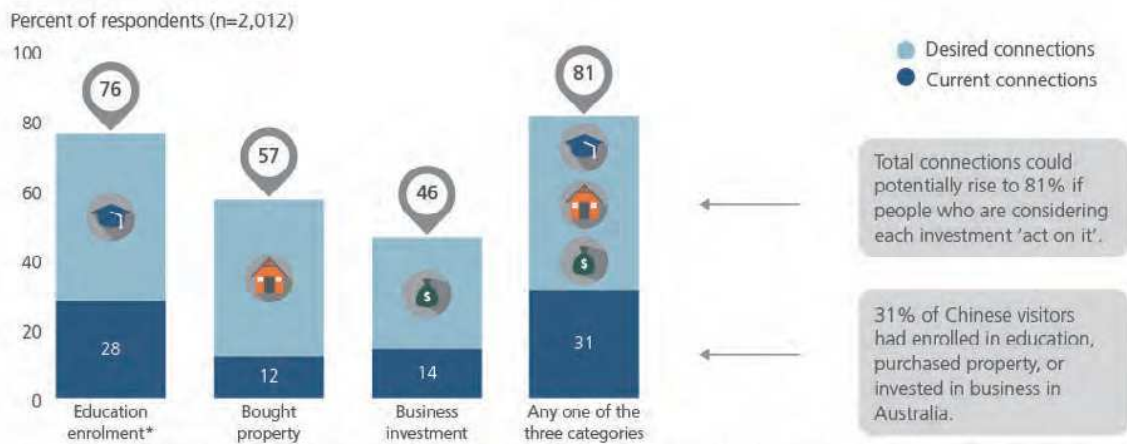 Percent of respondents (n=2,012)
100
80
60
40
20
0
76
28
57
12
46
$
14
81
$
31
Education
enrolment*
Bought
property
Business
investment
Any one of the
three categories
Desired connections
Current connections
Total connections could
potentially rise to 81% if
people who are considering
each investment ‘act on it’.
31% of Chinese visitors
had enrolled in education,
purchased property, or
invested in business in
Australia.